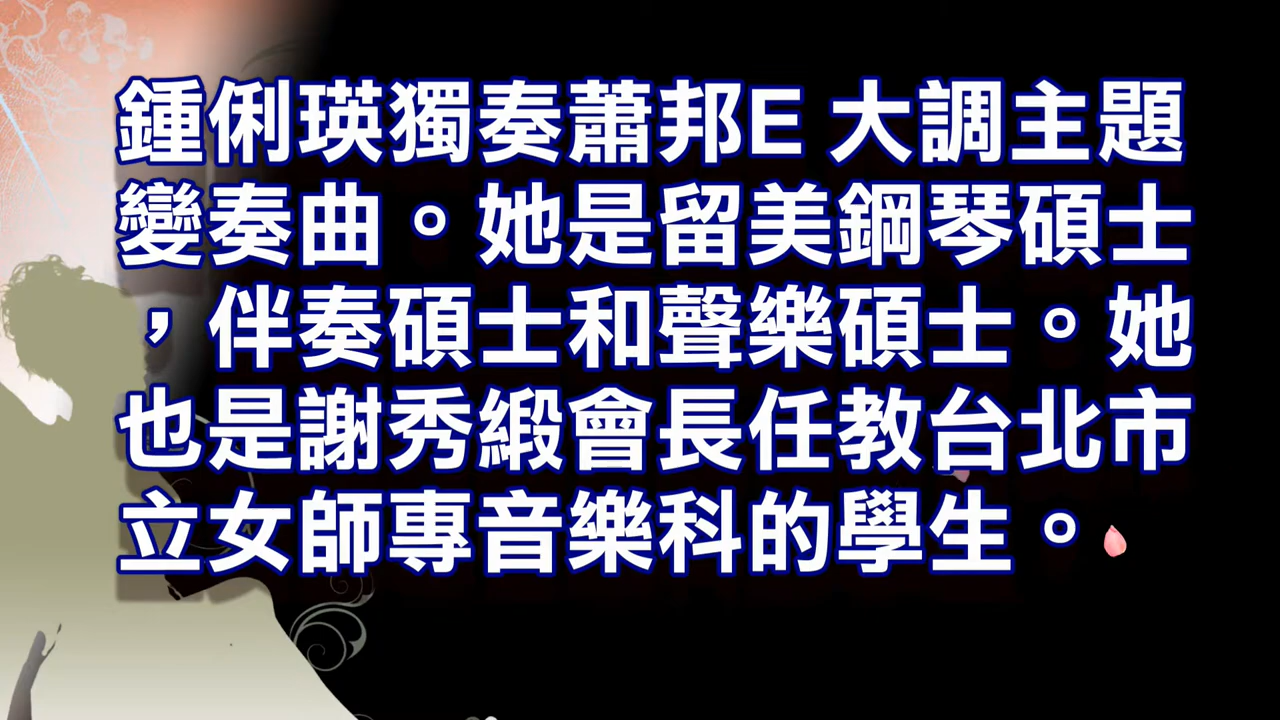 鍾俐瑛獨奏蕭邦E 大調主題
變奏曲。她是留美鋼琴碩士
，伴奏碩士和聲樂碩士。她
也是謝秀緞會長任教台北市
立女師專音樂科的學生。